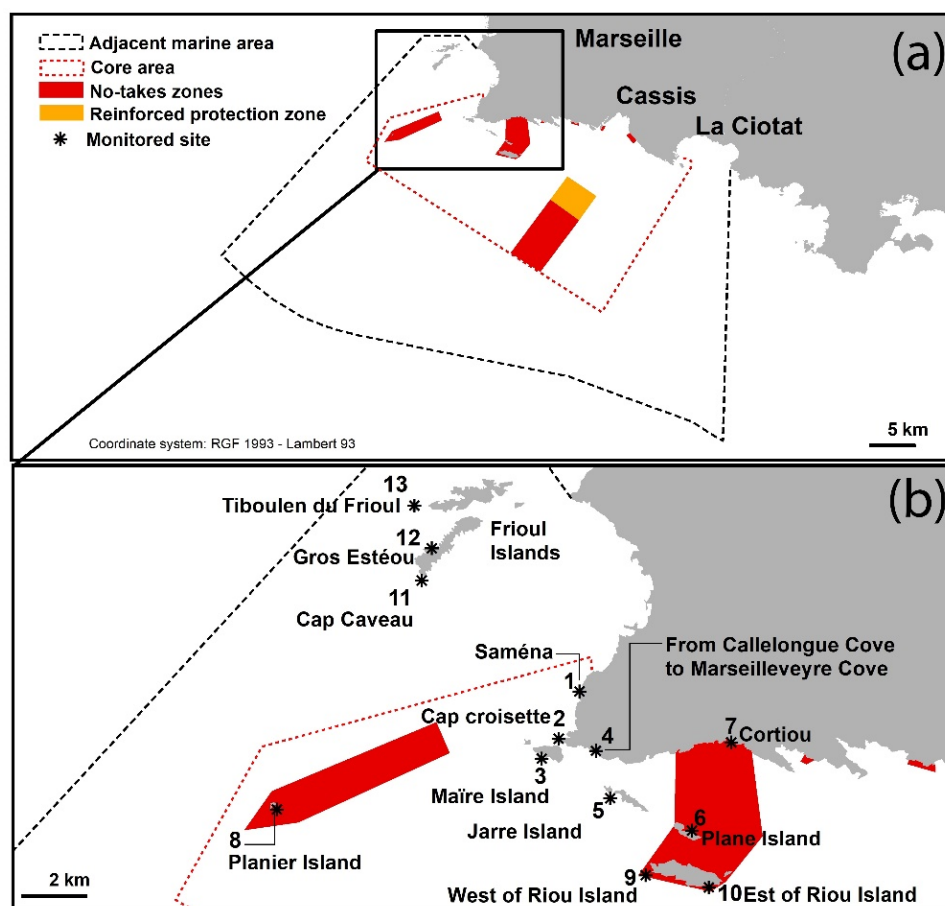 (a)
Adjacent marine area
Core area
No-takes zones
Reinforced protection zone
Monitored site
Marseille
Cassis
La Ciotat
Coordinate system: RGF 1993 - Lambert 93
5 km
(b)
13
Tiboulen du Frioul
12
Gros Estéou
Frioul
Islands
11
Cap Caveau
Saména
1
From Callelongue Cove
to Marseilleveyre Cove
Cap croisette
2
4
7
Cortiou
3
Maïre Island
5
Jarre Island
6
Plane Island
8
Planier Island
2 km
West of Riou Island
9
10 Est of Riou Island